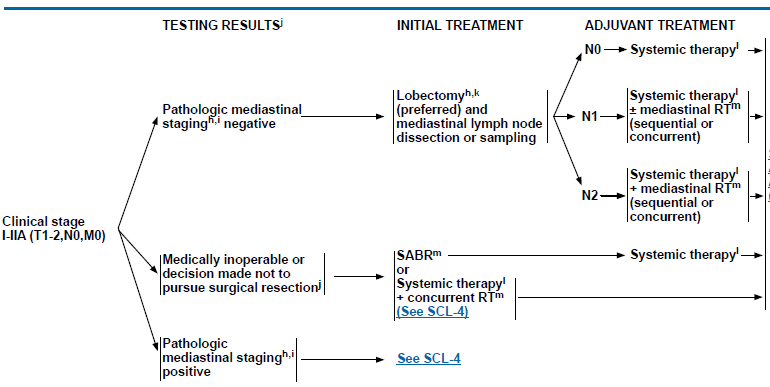 TESTING RESULTSj
INITIAL TREATMENT
ADJUVANT TREATMENT
Clinical stage
I-IIA (T1-2,N0,M0)
Pathologic mediastinal
stagingh,i negative
Lobectomyh,k
(preferred) and
mediastinal lymph node
dissection or sampling
N0
Systemic therapyl
N1
Systemic therapyl
± mediastinal RTm
(sequential or
concurrent)
N2
Systemic therapyl
+ mediastinal RTm
(sequential or
concurrent)
Medically inoperable or
decision made not to
pursue surgical resectionj
SABRm
or
Systemic therapyl
+ concurrent RTm
(See SCL-4)
Systemic therapyl
Pathologic
mediastinal stagingh,i
positive
See SCL-4